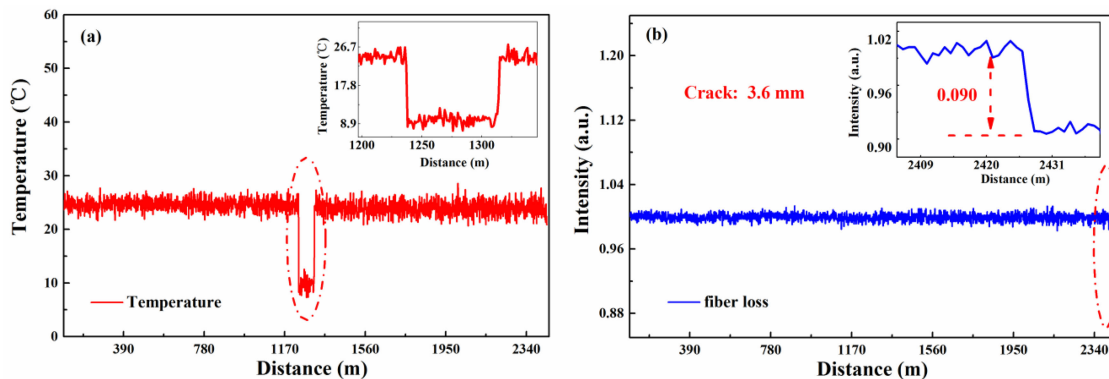 (a)
Temperature (℃)
60
50
40
30
20
10
0
390
780
1170
1560
1950
2340
Distance (m)
Temperature
Temperature (℃)
26.7
17.8
8.9
1200
1250
1300
Distance (m)
(b)
Intensity (a.u.)
1.20
1.12
1.04
0.96
0.88
390
780
1170
1560
1950
2340
Distance (m)
fiber loss
Crack: 3.6 mm
Intensity (a.u.)
1.02
0.96
0.90
0.090
2409
2420
2431
Distance (m)